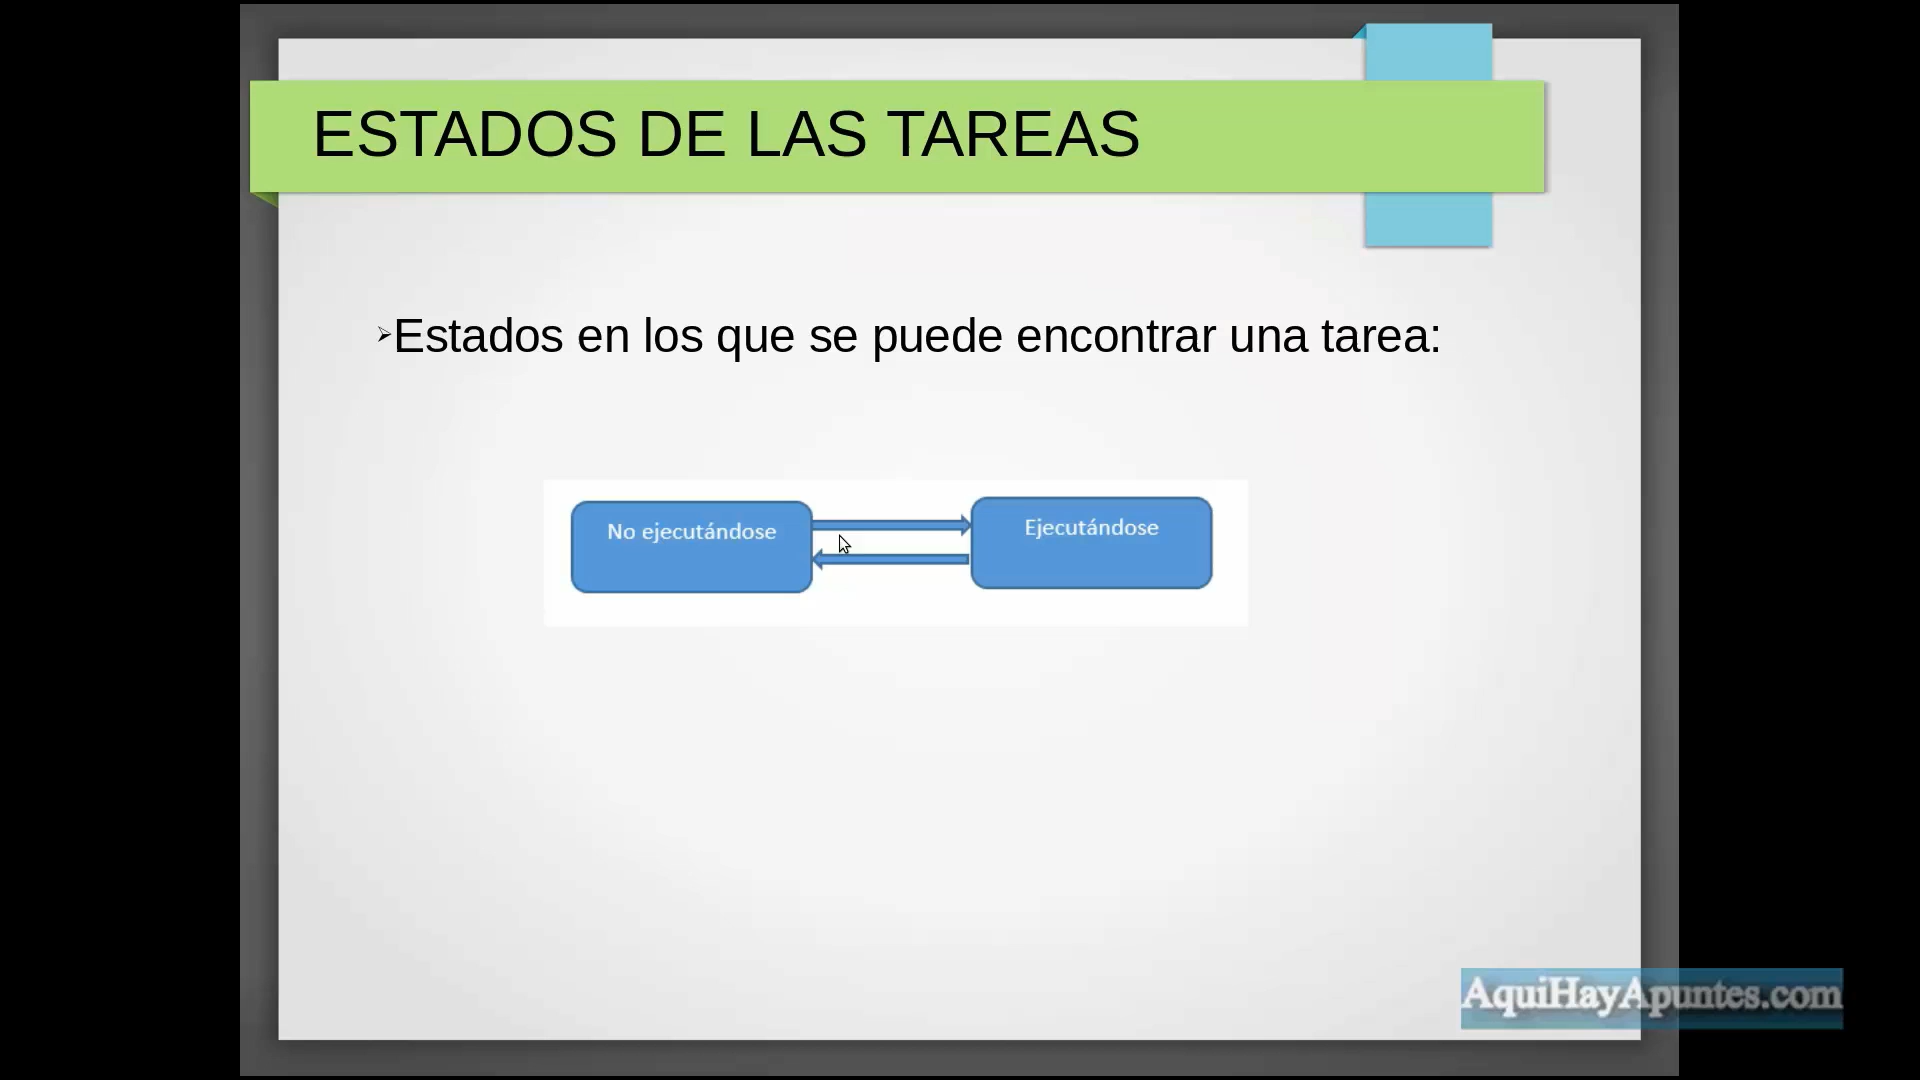 ESTADOS DE LAS TAREAS
Estados en los que se puede encontrar una tarea:
No ejecutándose
Ejecutándose
AquiHayApuntes.com